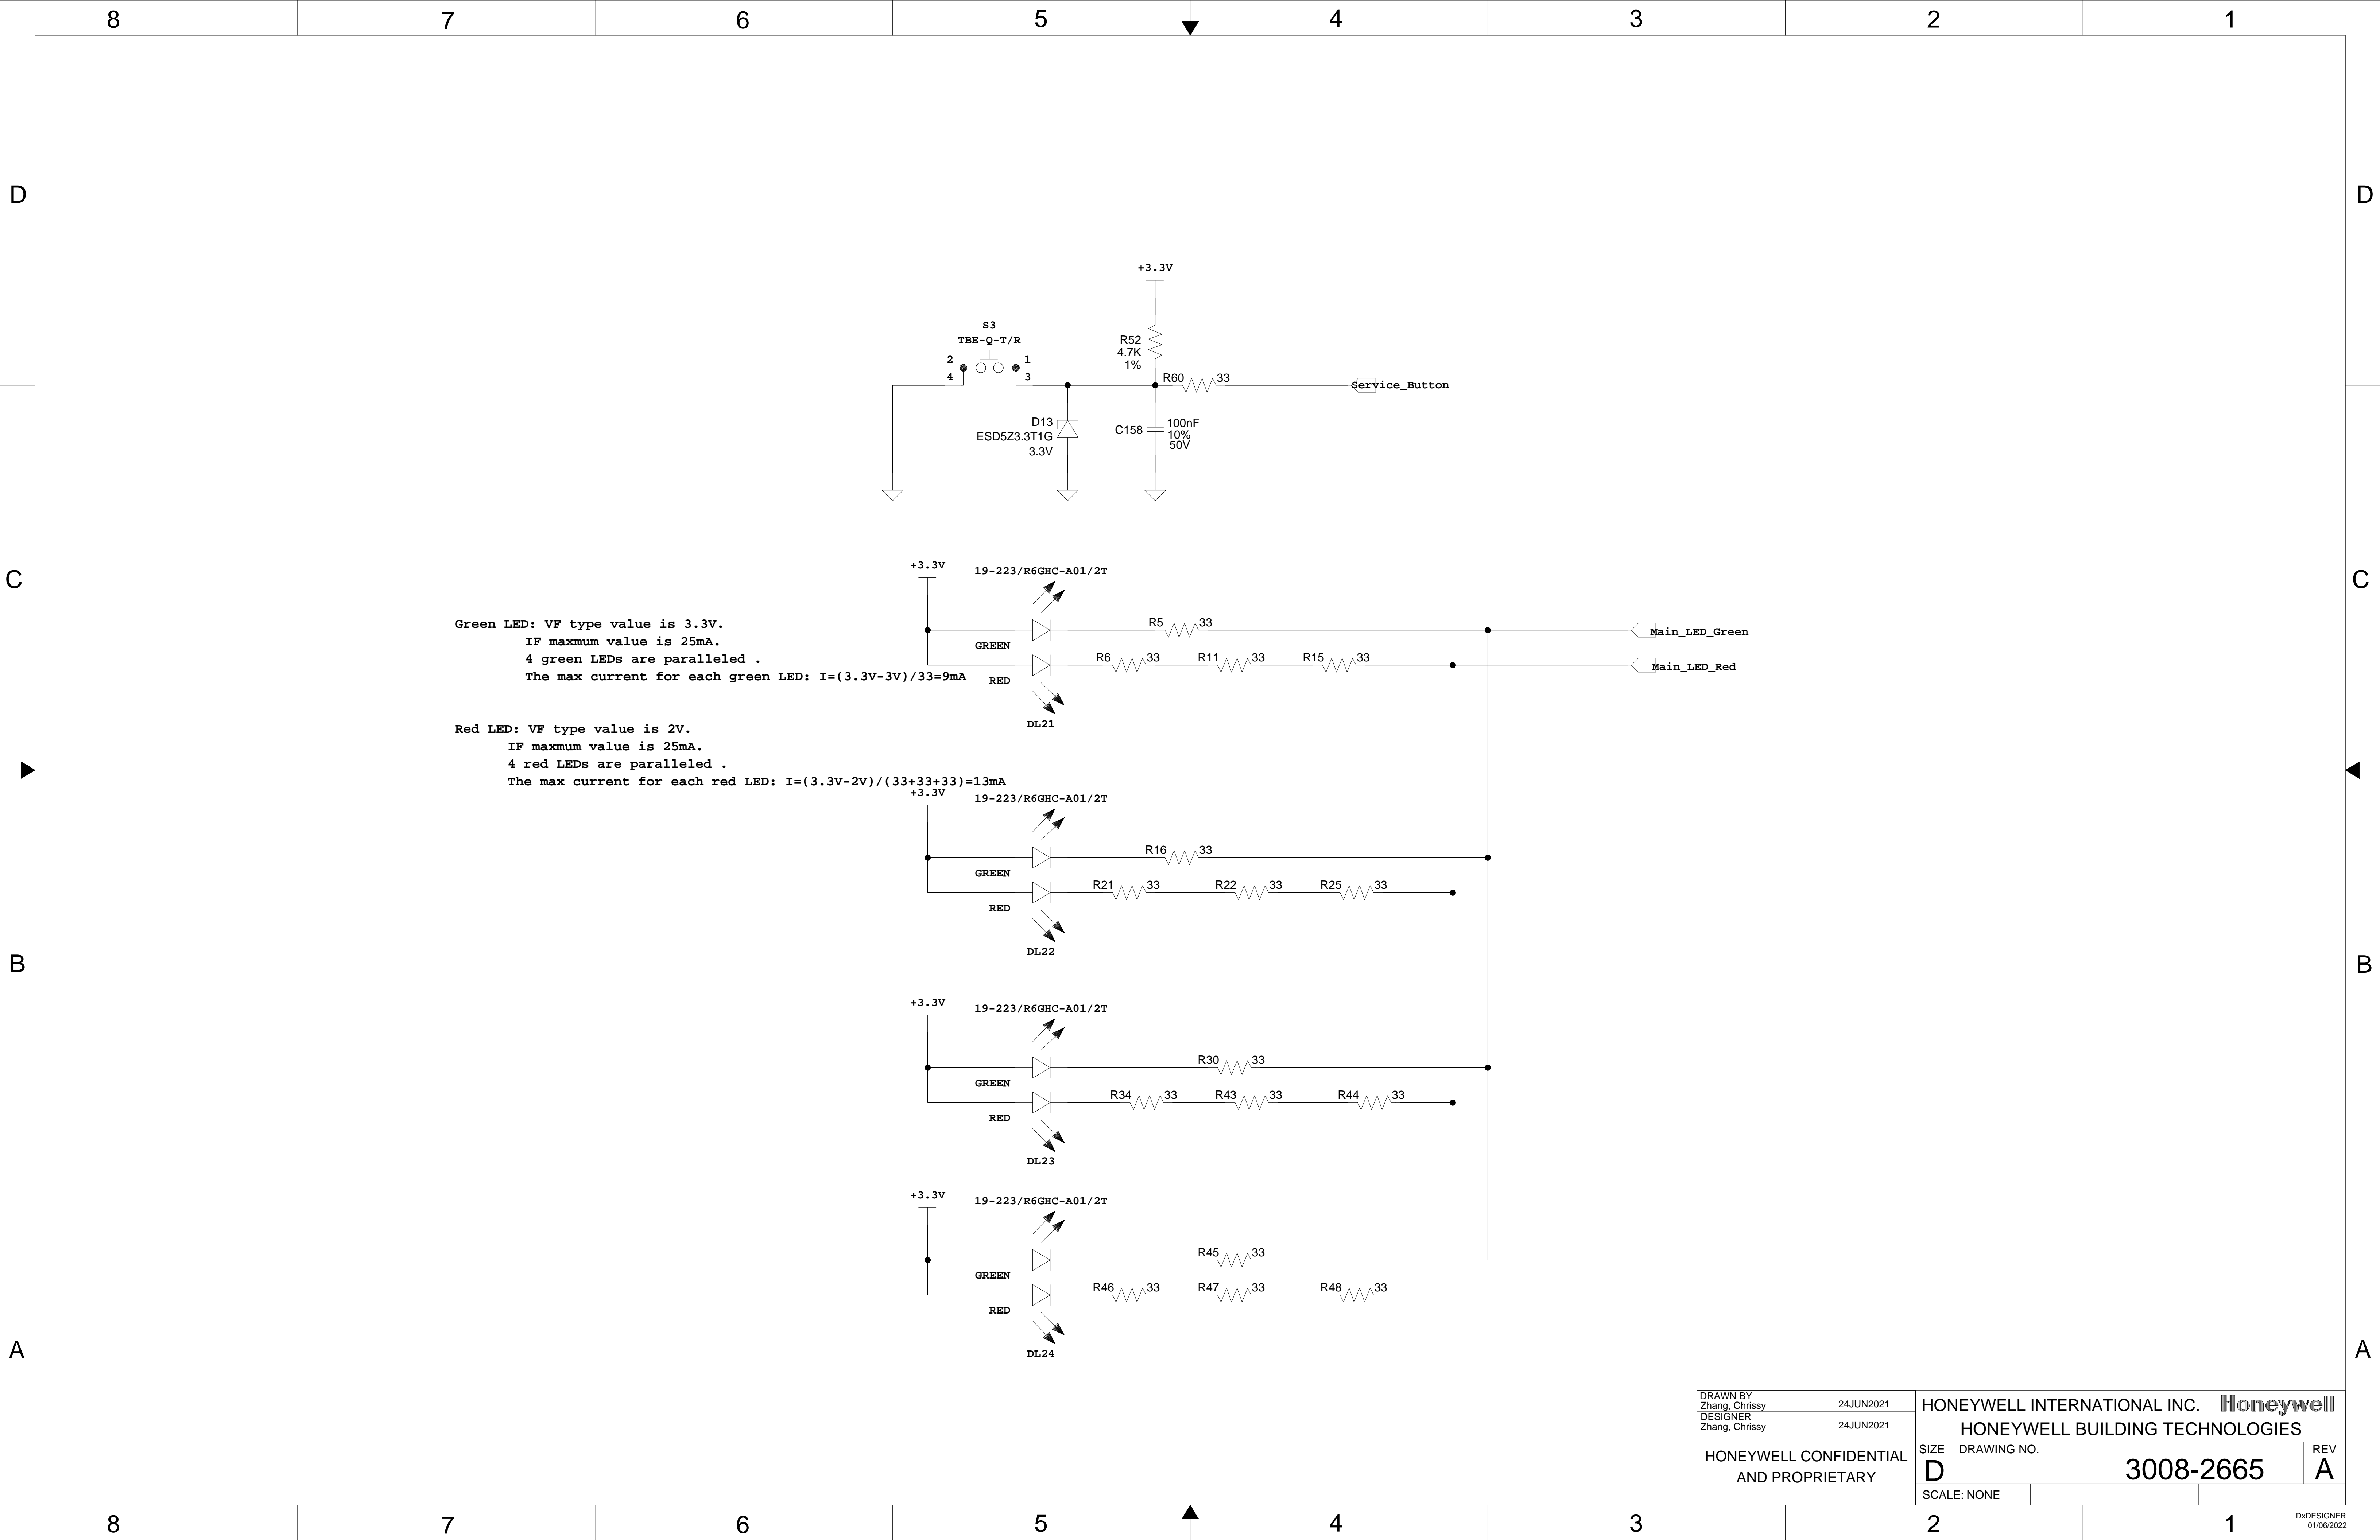 8 7 6 5 4 3 2 1
D D
+3.3V
S3
TBE-Q-T/R
R52
4.7K
1%
2 1
4 3
R60 33
Service_Button
D13
ESD5Z3.3T1G
3.3V
C158
100nF
10%
50V
C C
+3.3V
19-223/R6GHC-A01/2T
Green LED: VF type value is 3.3V.
IF maxmum value is 25mA.
4 green LEDs are paralleled .
The max current for each green LED: I=(3.3V-3V)/33=9mA
R5 33
Main_LED_Green
GREEN
R6 33 R11 33 R15 33
Main_LED_Red
RED
DL21
Red LED: VF type value is 2V.
IF maxmum value is 25mA.
4 red LEDs are paralleled .
The max current for each red LED: I=(3.3V-2V)/(33+33+33)=13mA
+3.3V
19-223/R6GHC-A01/2T
R16 33
GREEN
R21 33 R22 33 R25 33
RED
DL22
B B
+3.3V
19-223/R6GHC-A01/2T
R30 33
GREEN
R34 33 R43 33 R44 33
RED
DL23
+3.3V
19-223/R6GHC-A01/2T
R45 33
GREEN
R46 33 R47 33 R48 33
RED
DL24
A A
DRAWN BY
Zhang, Chrissy 24JUN2021
DESIGNER
Zhang, Chrissy 24JUN2021
HONEYWELL CONFIDENTIAL
AND PROPRIETARY
HONEYWELL INTERNATIONAL INC. Honeywell
HONEYWELL BUILDING TECHNOLOGIES
SIZE DRAWING NO. REV
D 3008-2665 A
SCALE: NONE
8 7 6 5 4 3 2 1
DxDESIGNER
01/06/2022